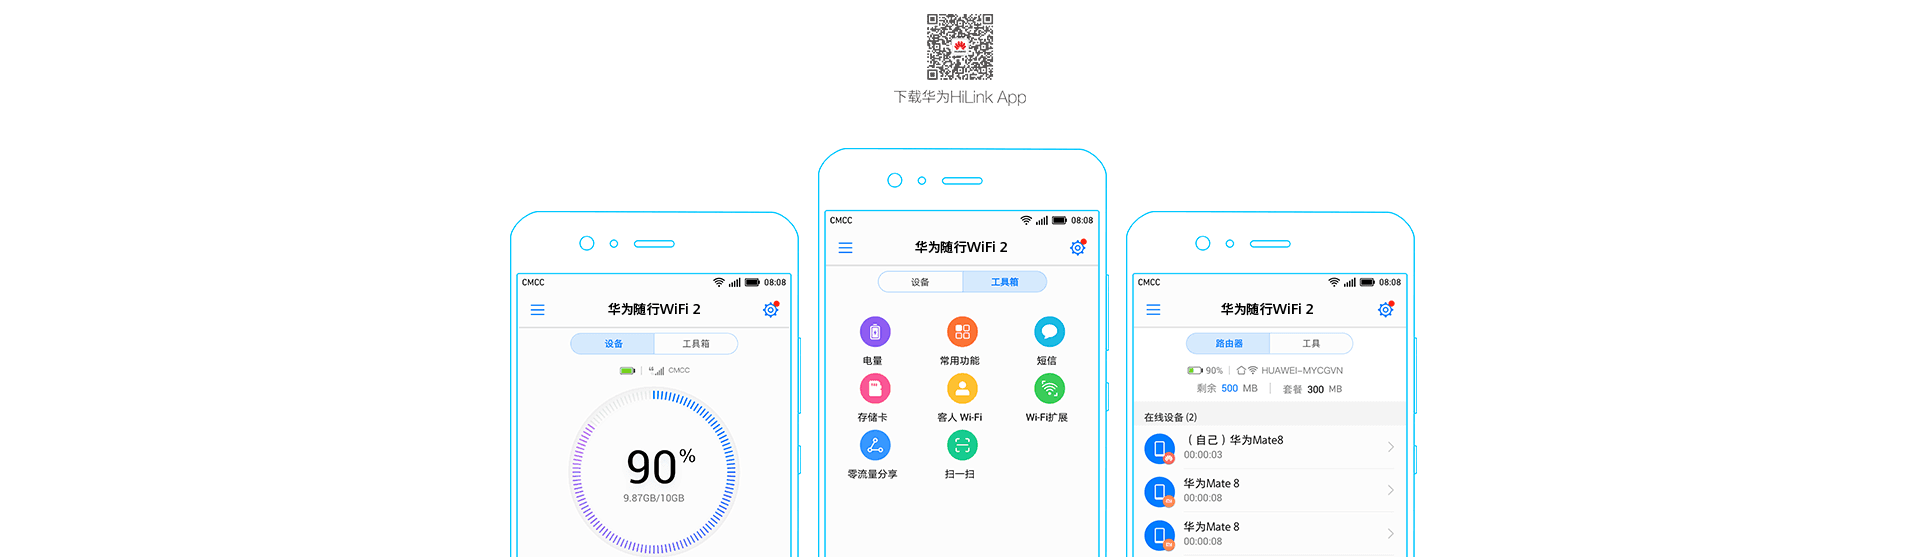 下载华为HiLink App
CMCC 08:08
华为随行WiFi 2
设备 工具箱
CMCC
90%
9.87GB/10GB
CMCC 08:08
华为随行WiFi 2
设备 工具箱
电量 常用功能 短信
存储卡 客人 Wi-Fi Wi-Fi扩展
零流量分享 扫一扫
CMCC 08:08
华为随行WiFi 2
路由器 工具
90% HUAWEI-MYCGVN
剩余 500 MB 套餐 300 MB
在线设备 (2)
（自己）华为Mate8
00:00:03
华为Mate 8
00:00:08
华为Mate 8
00:00:08